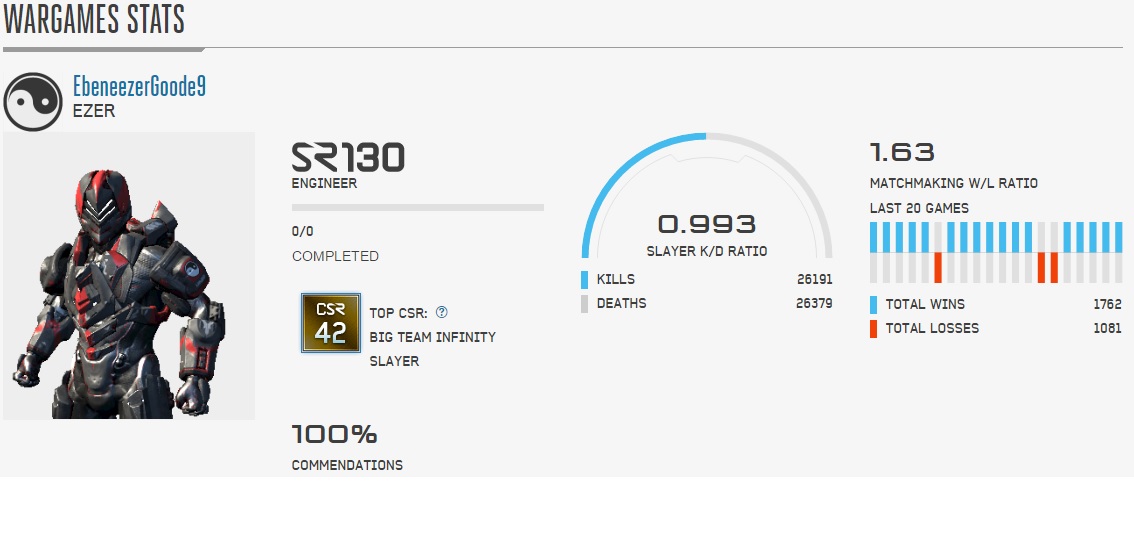 WARGAMES STATS
EbeneezerGoode9
EZER
SR130
ENGINEER
0/0
COMPLETED
CSR
42
TOP CSR: ?
BIG TEAM INFINITY
SLAYER
100%
COMMENDATIONS
0.993
SLAYER K/D RATIO
KILLS 26191
DEATHS 26379
1.63
MATCHMAKING W/L RATIO
LAST 20 GAMES
TOTAL WINS 1762
TOTAL LOSSES 1081